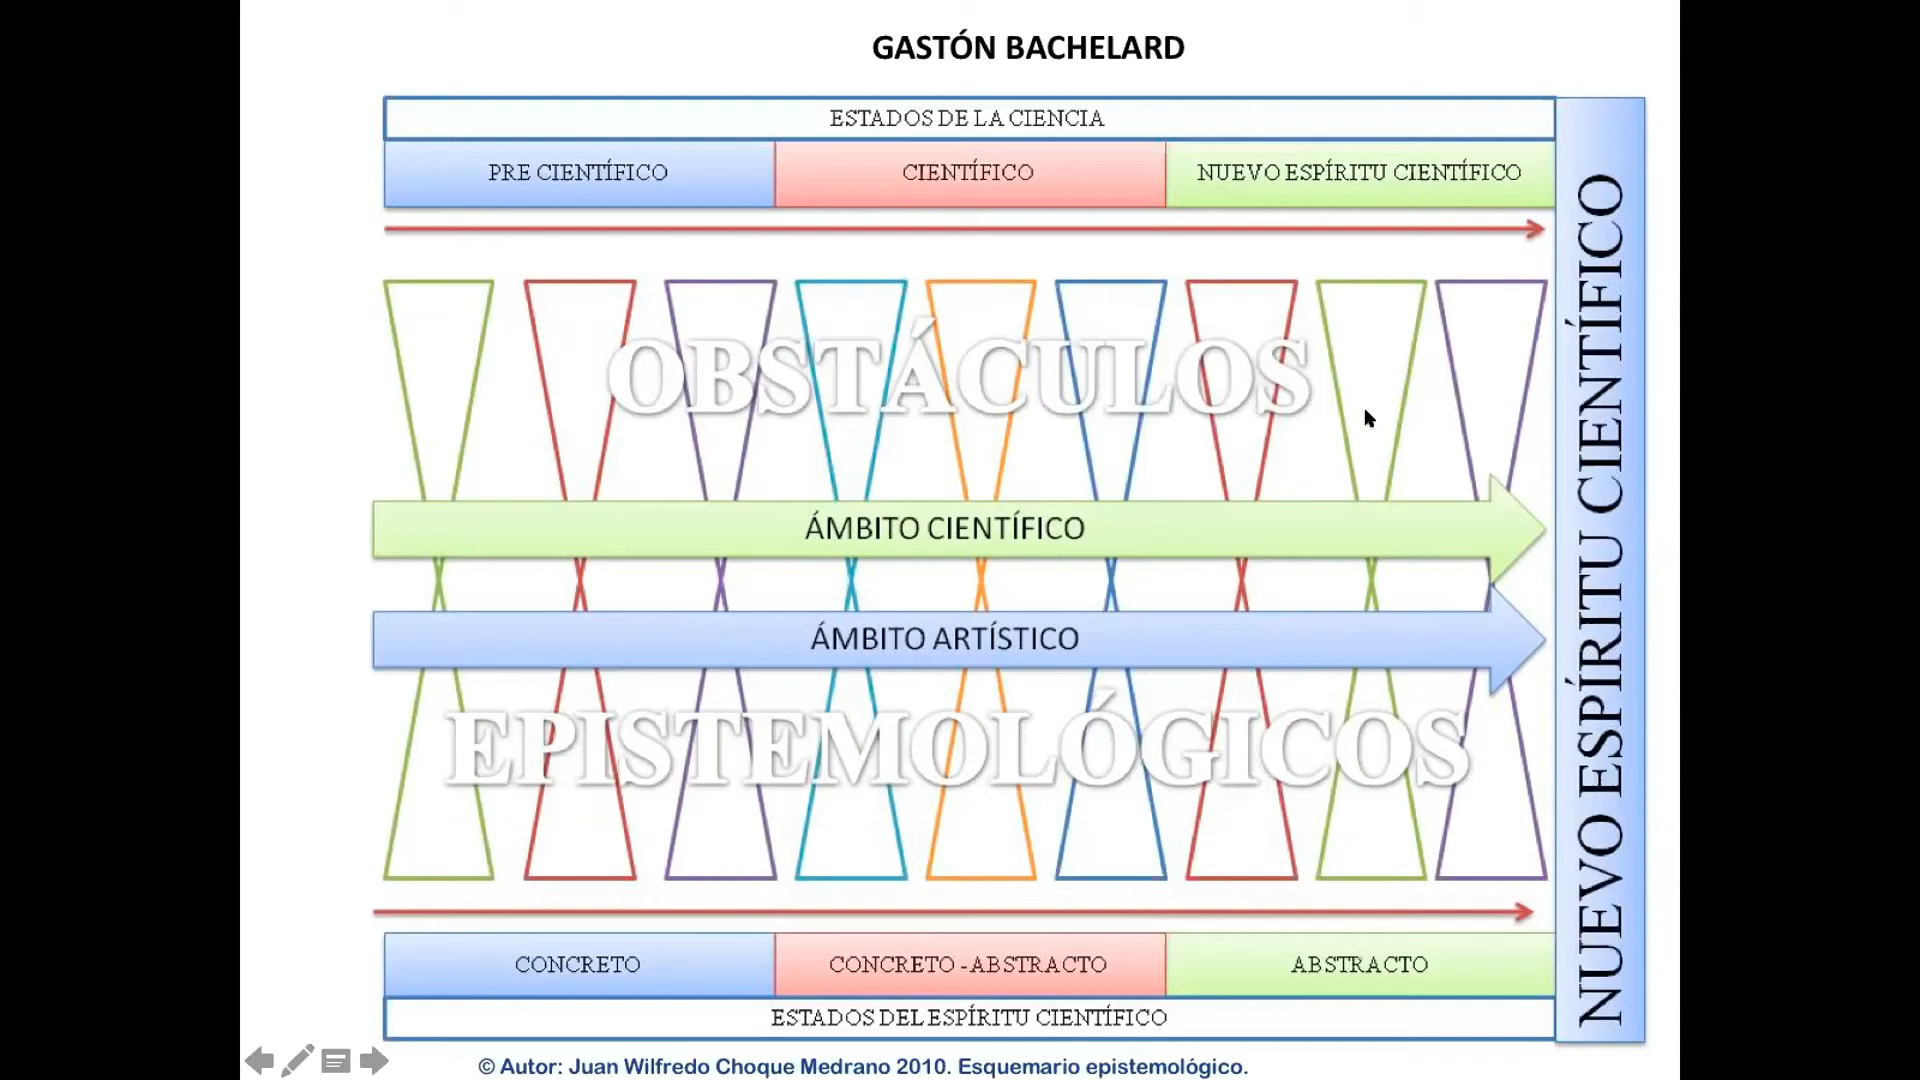 GASTÓN BACHELARD
ESTADOS DE LA CIENCIA
PRE CIENTÍFICO
CIENTÍFICO
NUEVO ESPÍRITU CIENTÍFICO
OBSTÁCULOS
ÁMBITO CIENTÍFICO
ÁMBITO ARTÍSTICO
EPISTEMOLÓGICOS
CONCRETO
CONCRETO -ABSTRACTO
ABSTRACTO
ESTADOS DEL ESPÍRITU CIENTÍFICO
NUEVO ESPÍRITU CIENTÍFICO
© Autor: Juan Wilfredo Choque Medrano 2010. Esquemario epistemológico.